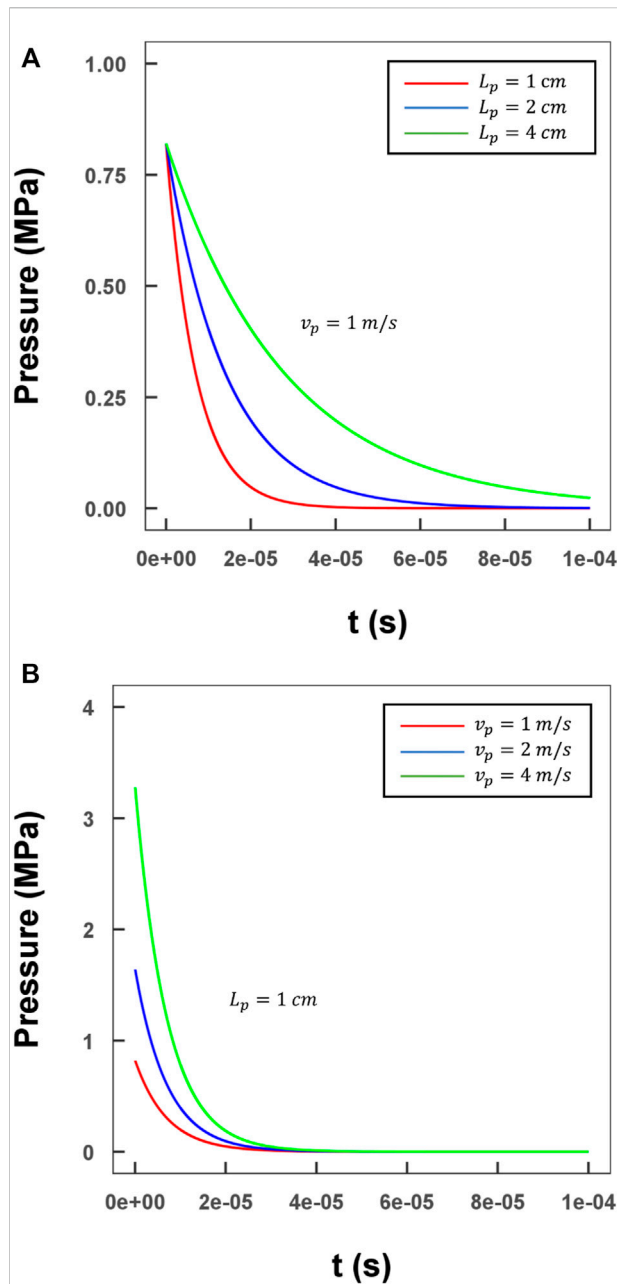 A
1.00
0.75
0.50
0.25
0.00
Pressure (MPa)
L_p = 1 cm
L_p = 2 cm
L_p = 4 cm
v_p = 1 m/s
0e+00 2e-05 4e-05 6e-05 8e-05 1e-04
t (s)
B
4
3
2
1
0
Pressure (MPa)
v_p = 1 m/s
v_p = 2 m/s
v_p = 4 m/s
L_p = 1 cm
0e+00 2e-05 4e-05 6e-05 8e-05 1e-04
t (s)